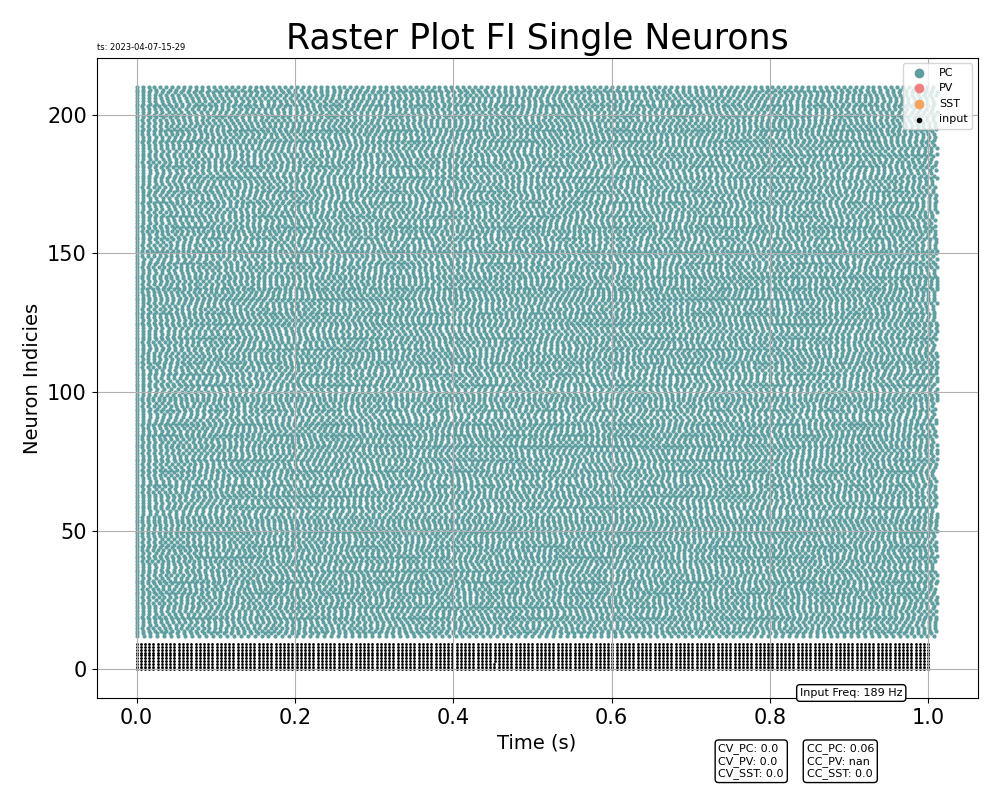 Raster Plot FI Single Neurons
ts: 2023-04-07-15-29
PC
PV
SST
input
200
150
100
50
0
Neuron Indicies
0.0 0.2 0.4 0.6 0.8 1.0
Time (s)
Input Freq: 189 Hz
CV_PC: 0.0
CV_PV: 0.0
CV_SST: 0.0
CC_PC: 0.06
CC_PV: nan
CC_SST: 0.0